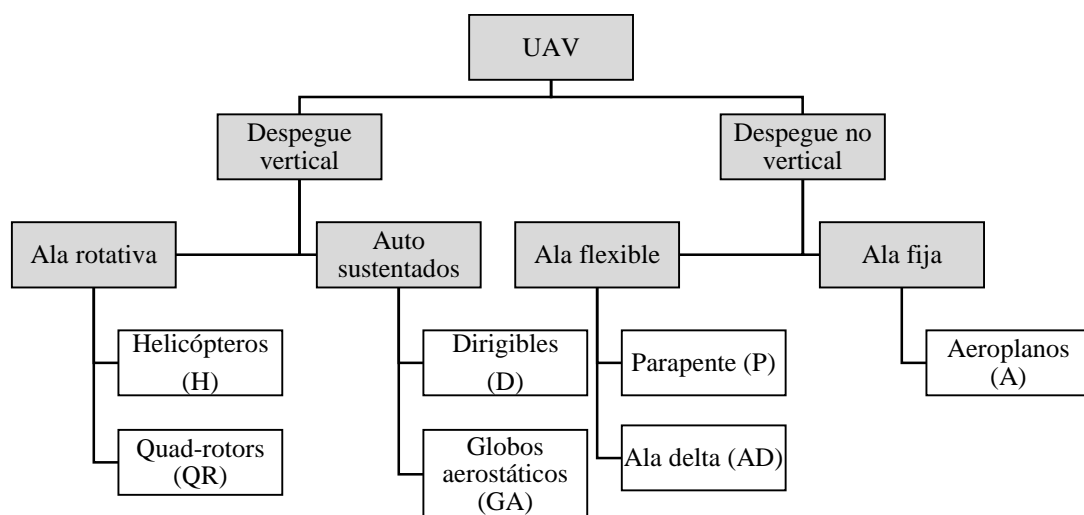 UAV
Despegue
vertical
Despegue no
vertical
Ala rotativa
Auto
sustentados
Ala flexible
Ala fija
Helicópteros
(H)
Dirigibles
(D)
Parapente (P)
Aeroplanos
(A)
Quad-rotors
(QR)
Globos
aerostáticos
(GA)
Ala delta (AD)